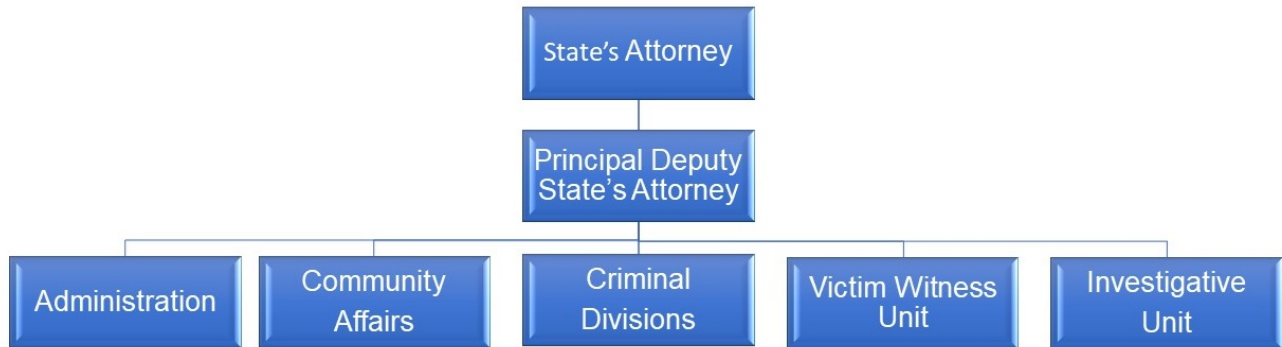 State's Attorney
Principal Deputy
State's Attorney
Administration
Community
Affairs
Criminal
Divisions
Victim Witness
Unit
Investigative
Unit